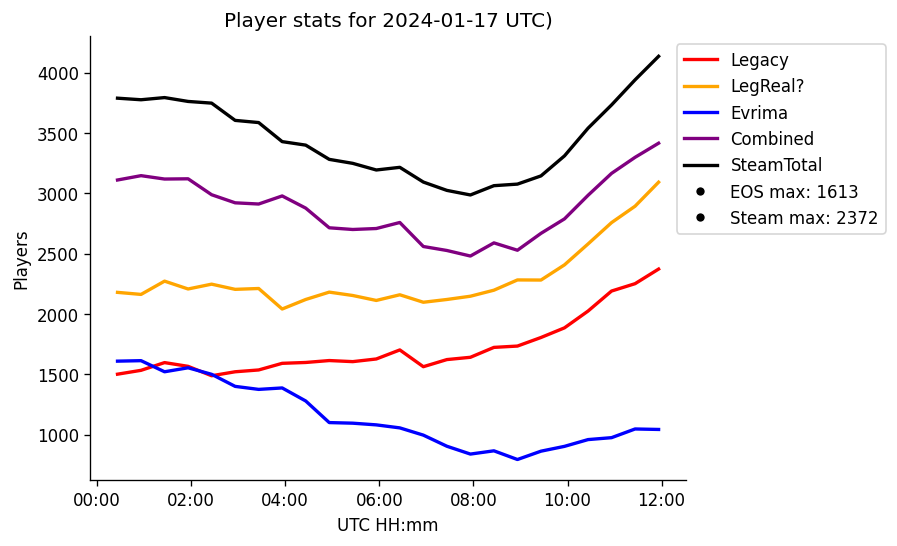 Player stats for 2024-01-17 UTC)
4000
3500
3000
2500
2000
1500
1000
Players
00:00 02:00 04:00 06:00 08:00 10:00 12:00
UTC HH:mm
Legacy
LegReal?
Evrima
Combined
SteamTotal
EOS max: 1613
Steam max: 2372